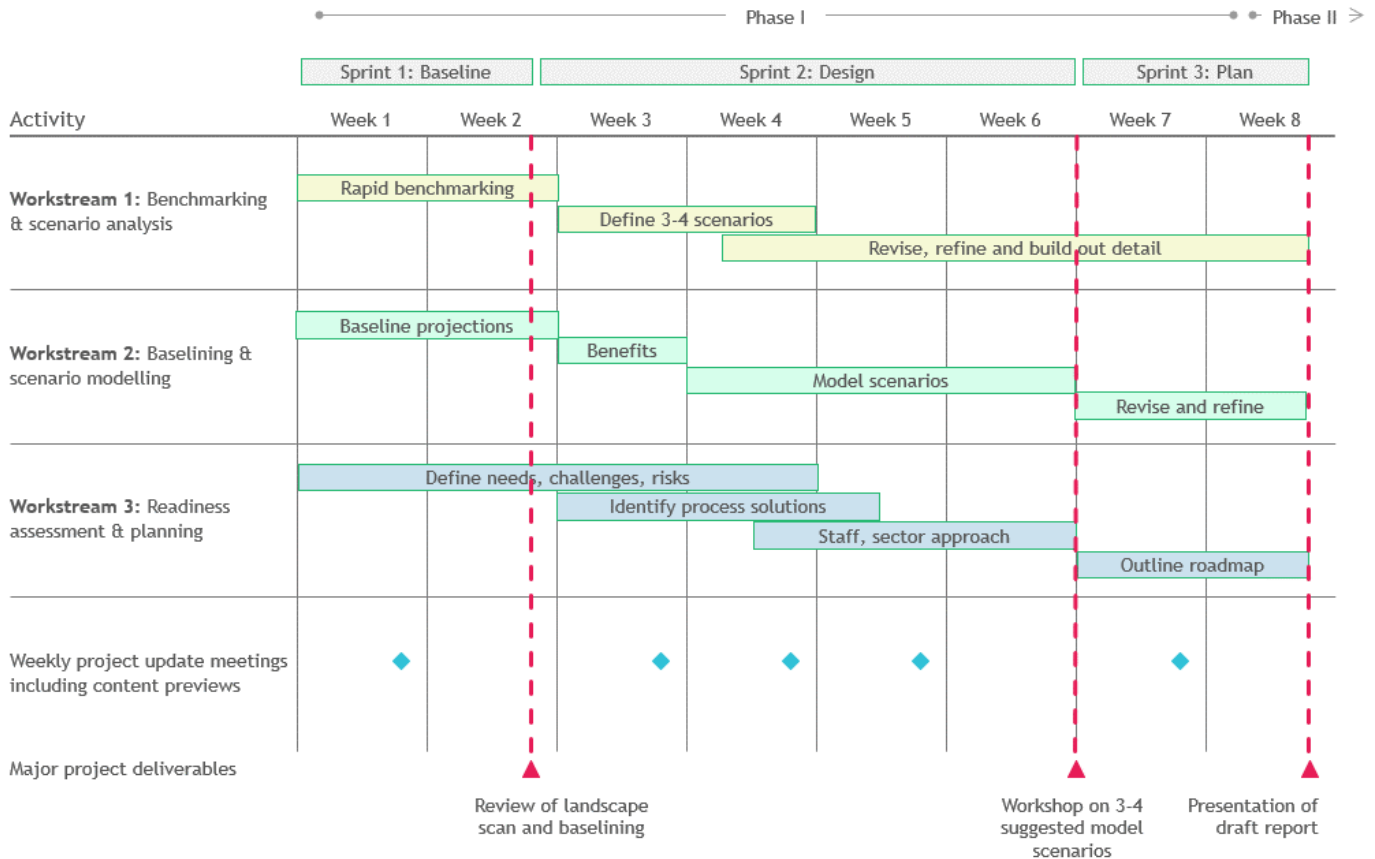 Phase I
Phase II
Sprint 1: Baseline
Sprint 2: Design
Sprint 3: Plan
Activity
Week 1
Week 2
Week 3
Week 4
Week 5
Week 6
Week 7
Week 8
Workstream 1: Benchmarking
& scenario analysis
Rapid benchmarking
Define 3-4 scenarios
Revise, refine and build out detail
Workstream 2: Baselining &
scenario modelling
Baseline projections
Benefits
Model scenarios
Revise and refine
Workstream 3: Readiness
assessment & planning
Define needs, challenges, risks
Identify process solutions
Staff, sector approach
Outline roadmap
Weekly project update meetings
including content previews
Major project deliverables
Review of landscape
scan and baselining
Workshop on 3-4
suggested model
scenarios
Presentation of
draft report